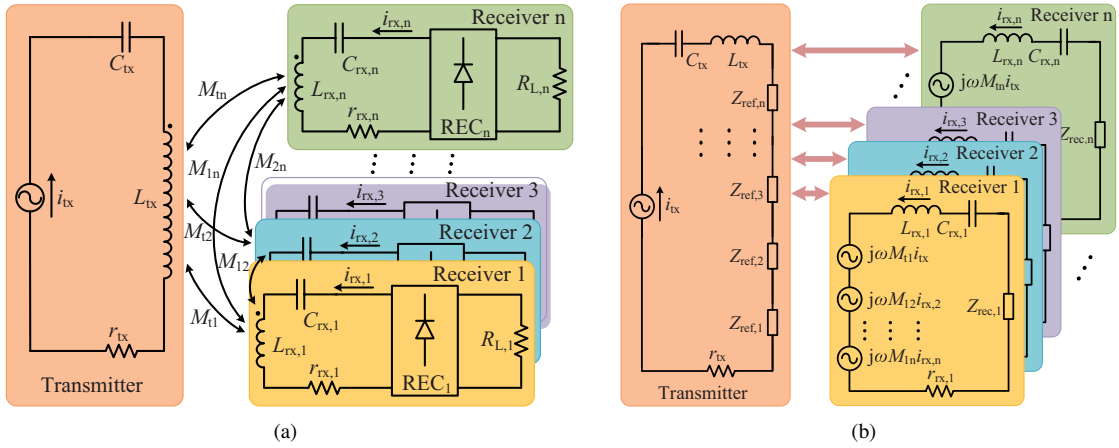 Receiver n
i_rx,n
C_tx
C_rx,n
M_tn
L_rx,n
R_L,n
r_rx,n
REC_n
M_1n
M_2n
Receiver 3
i_rx,3
L_tx
i_tx
M_t2
Receiver 2
i_rx,2
M_12
Receiver 1
i_rx,1
M_t1
C_rx,1
L_rx,1
R_L,1
r_rx,1
REC_1
r_tx
Transmitter
(a)
Receiver n
i_rx,n
C_tx
L_tx
L_rx,n
C_rx,n
jωM_tn i_tx
Z_ref,n
Z_rec,n
Receiver 3
i_rx,3
Receiver 2
i_rx,2
Receiver 1
i_rx,1
i_tx
Z_ref,3
L_rx,1
C_rx,1
jωM_t1 i_tx
Z_ref,2
jωM_12 i_rx,2
Z_rec,1
Z_ref,1
jωM_1n i_rx,n
r_tx
r_rx,1
Transmitter
(b)